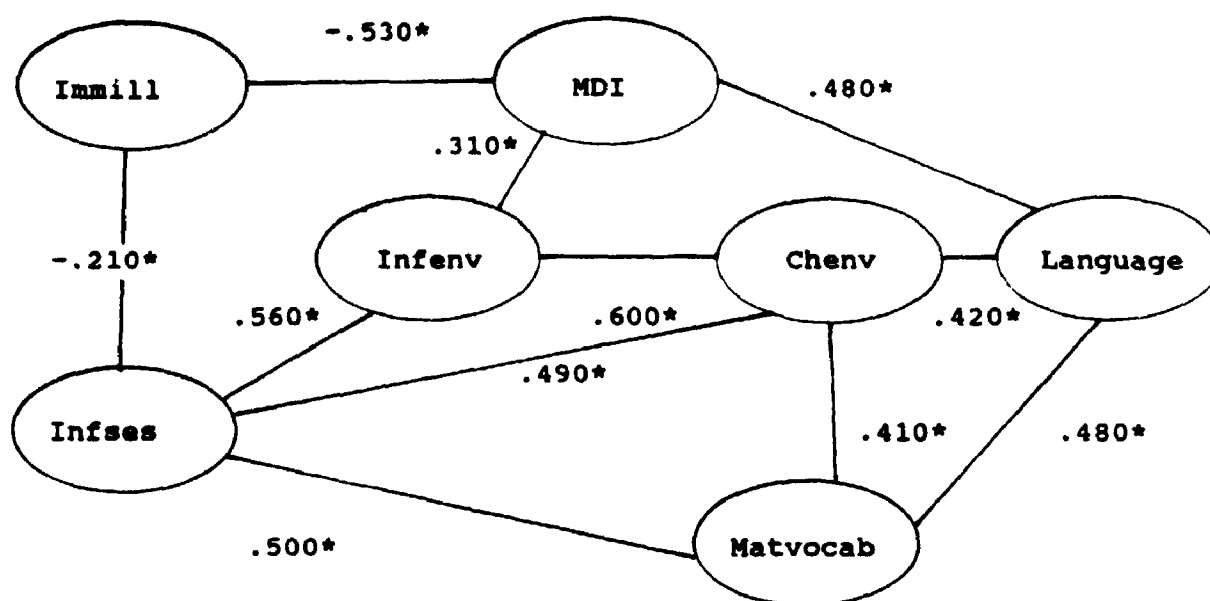 -.530*
Immill
MDI
.480*
.310*
-.210*
Infenv
Chenv
Language
.560*
.600*
.420*
.490*
Infses
.410*
.480*
.500*
Matvocab